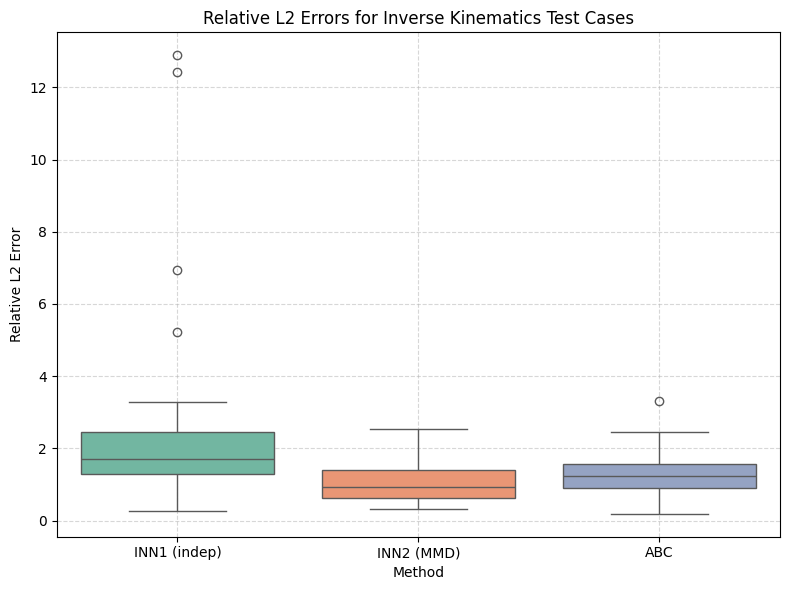 Relative L2 Errors for Inverse Kinematics Test Cases
12
10
8
6
4
2
0
Relative L2 Error
INN1 (indep)
INN2 (MMD)
ABC
Method